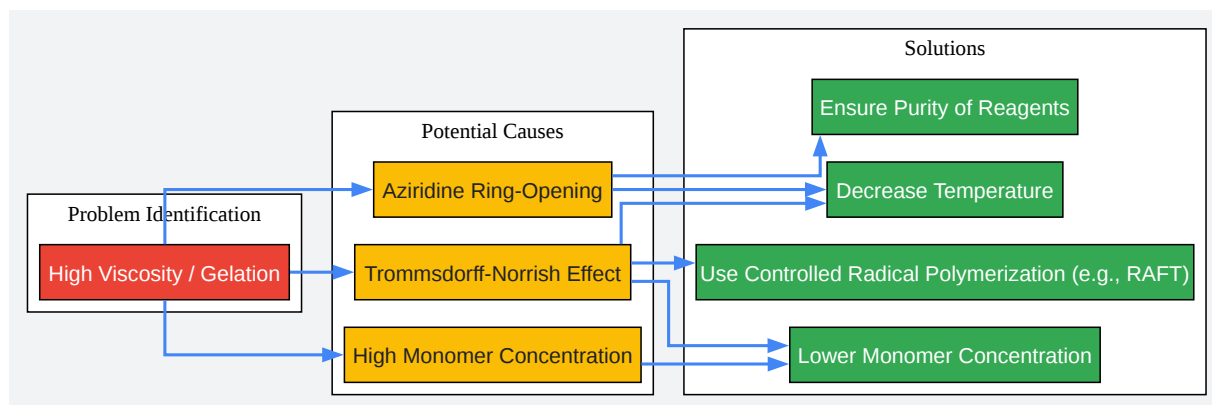 Problem Identification
High Viscosity / Gelation
Potential Causes
Aziridine Ring-Opening
Trommsdorff-Norrish Effect
High Monomer Concentration
Solutions
Ensure Purity of Reagents
Decrease Temperature
Use Controlled Radical Polymerization (e.g., RAFT)
Lower Monomer Concentration